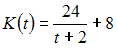 K(t) = 24/(t + 2) + 8